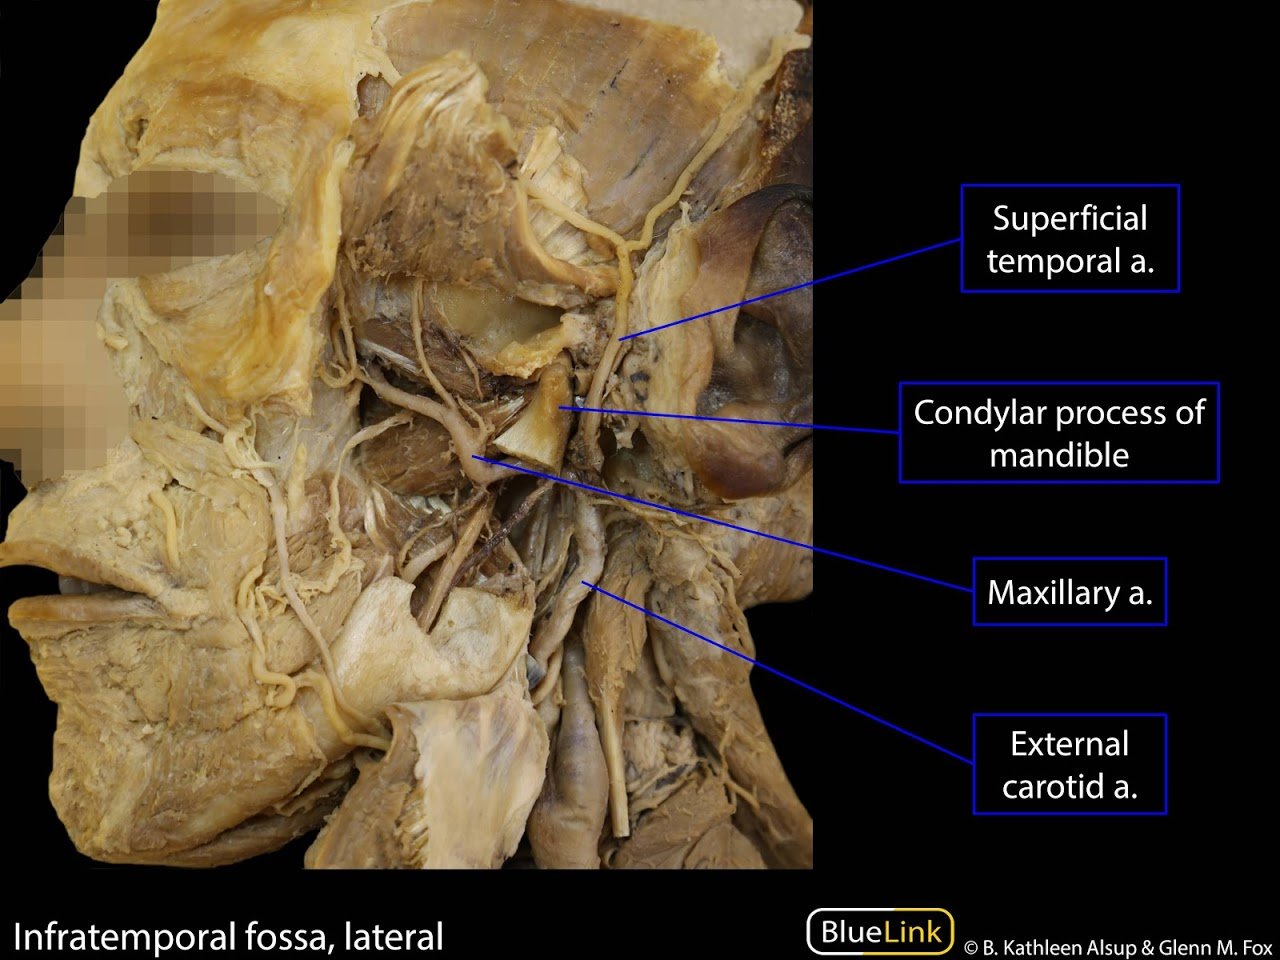 Superficial
temporal a.
Condylar process of
mandible
Maxillary a.
External
carotid a.
Infratemporal fossa, lateral
BlueLink
© B. Kathleen Alsup & Glenn M. Fox